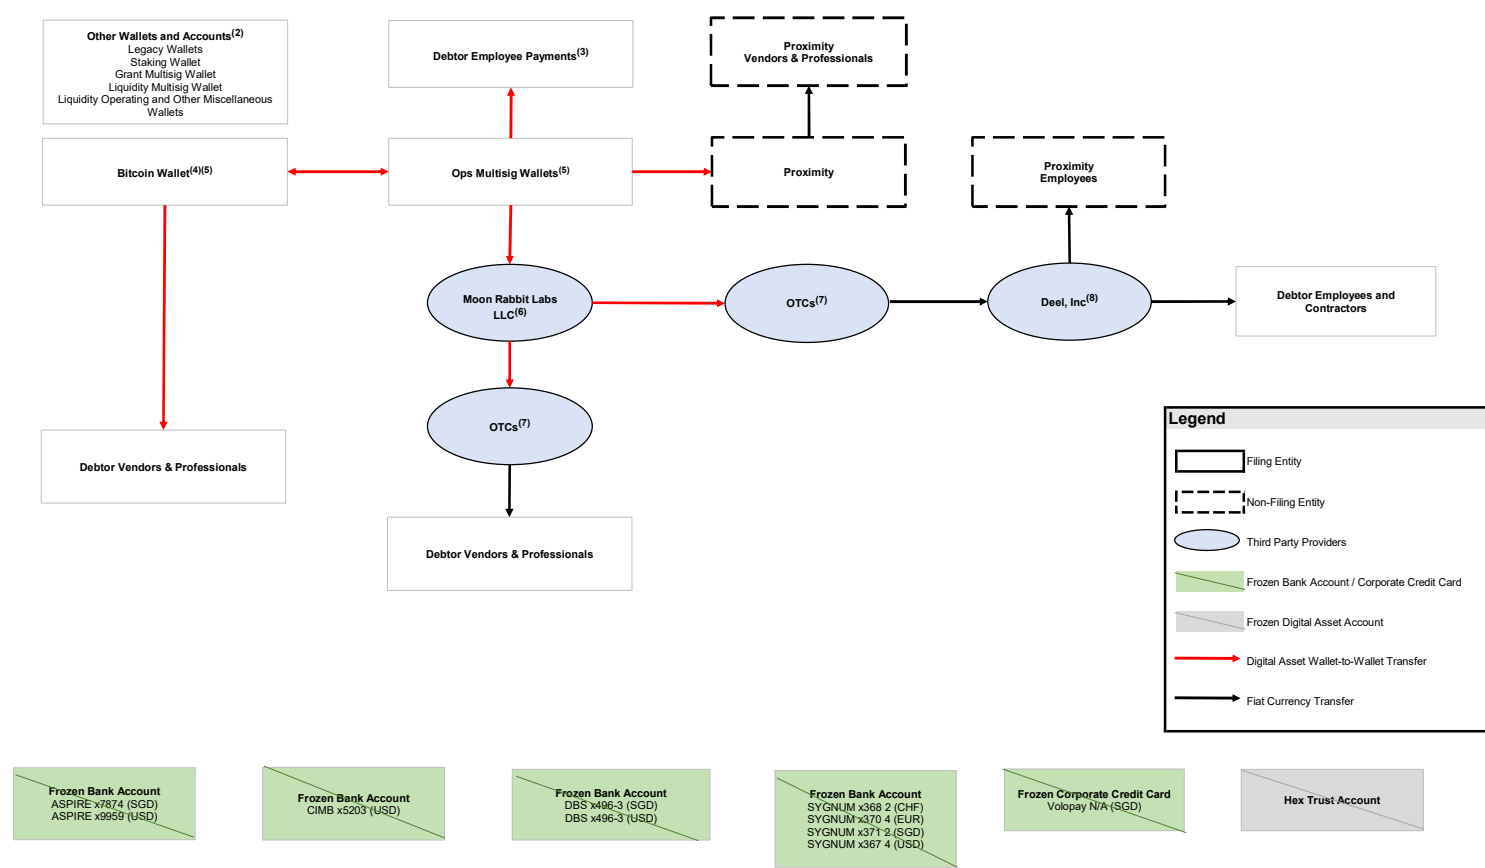 Other Wallets and Accounts(2)
Legacy Wallets
Staking Wallet
Grant Multisig Wallet
Liquidity Multisig Wallet
Liquidity Operating and Other Miscellaneous
Wallets
Debtor Employee Payments(3)
Proximity
Vendors & Professionals
Bitcoin Wallet(4)(5)
Ops Multisig Wallets(5)
Proximity
Proximity
Employees
Moon Rabbit Labs
LLC(6)
OTCs(7)
Deel, Inc(8)
Debtor Employees and
Contractors
OTCs(7)
Debtor Vendors & Professionals
Debtor Vendors & Professionals
Legend
Filing Entity
Non-Filing Entity
Third Party Providers
Frozen Bank Account / Corporate Credit Card
Frozen Digital Asset Account
Digital Asset Wallet-to-Wallet Transfer
Fiat Currency Transfer
Frozen Bank Account
ASPIRE x7874 (SGD)
ASPIRE x9959 (USD)
Frozen Bank Account
CIMB x5203 (USD)
Frozen Bank Account
DBS x496-3 (SGD)
DBS x496-3 (USD)
Frozen Bank Account
SYGNUM x368 2 (CHF)
SYGNUM x370 4 (EUR)
SYGNUM x371 2 (SGD)
SYGNUM x367 4 (USD)
Frozen Corporate Credit Card
Volopay N/A (SGD)
Hex Trust Account